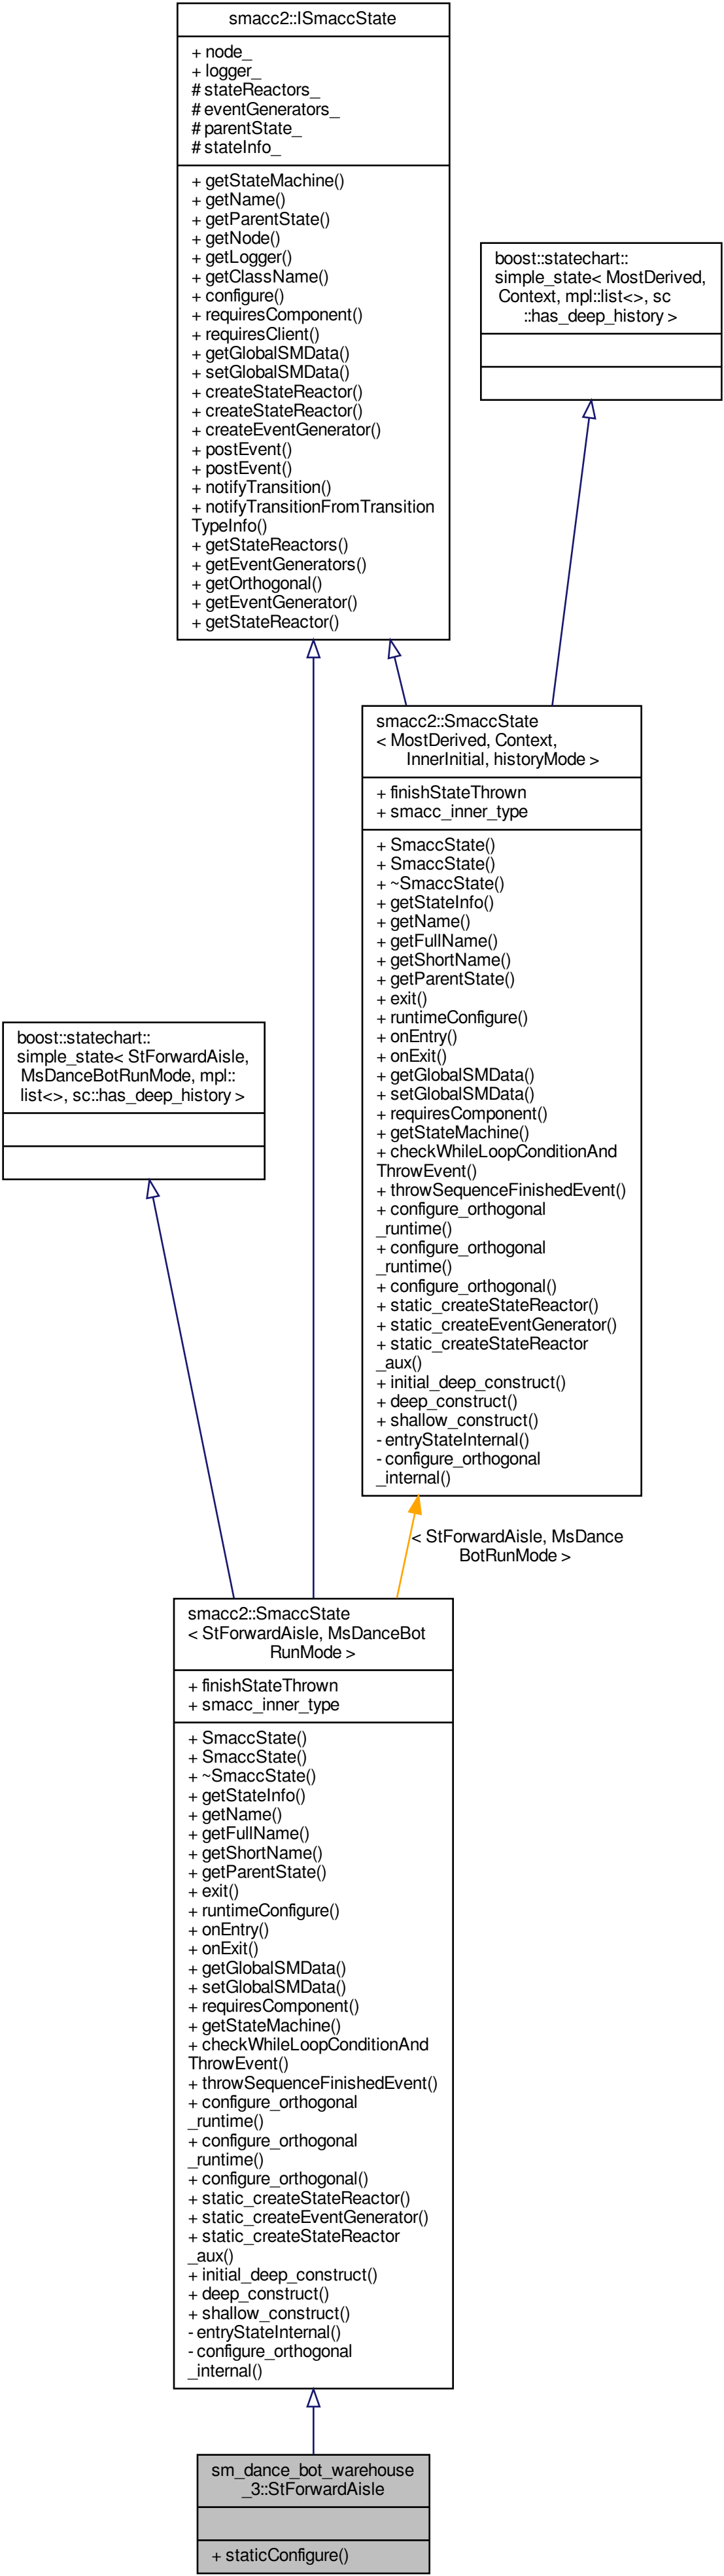 smacc2::ISmaccState
+ node_
+ logger_
# stateReactors_
# eventGenerators_
# parentState_
# stateInfo_
+ getStateMachine()
+ getName()
+ getParentState()
+ getNode()
+ getLogger()
+ getClassName()
+ configure()
+ requiresComponent()
+ requiresClient()
+ getGlobalSMData()
+ setGlobalSMData()
+ createStateReactor()
+ createStateReactor()
+ createEventGenerator()
+ postEvent()
+ postEvent()
+ notifyTransition()
+ notifyTransitionFromTransition
TypeInfo()
+ getStateReactors()
+ getEventGenerators()
+ getOrthogonal()
+ getEventGenerator()
+ getStateReactor()
boost::statechart::
simple_state< MostDerived,
Context, mpl::list<>, sc
::has_deep_history >
smacc2::SmaccState
< MostDerived, Context,
InnerInitial, historyMode >
+ finishStateThrown
+ smacc_inner_type
+ SmaccState()
+ SmaccState()
+ ~SmaccState()
+ getStateInfo()
+ getName()
+ getFullName()
+ getShortName()
+ getParentState()
+ exit()
+ runtimeConfigure()
+ onEntry()
+ onExit()
+ getGlobalSMData()
+ setGlobalSMData()
+ requiresComponent()
+ getStateMachine()
+ checkWhileLoopConditionAnd
ThrowEvent()
+ throwSequenceFinishedEvent()
+ configure_orthogonal
_runtime()
+ configure_orthogonal
_runtime()
+ configure_orthogonal()
+ static_createStateReactor()
+ static_createEventGenerator()
+ static_createStateReactor
_aux()
+ initial_deep_construct()
+ deep_construct()
+ shallow_construct()
- entryStateInternal()
- configure_orthogonal
_internal()
boost::statechart::
simple_state< StForwardAisle,
MsDanceBotRunMode, mpl::
list<>, sc::has_deep_history >
< StForwardAisle, MsDance
BotRunMode >
smacc2::SmaccState
< StForwardAisle, MsDanceBot
RunMode >
+ finishStateThrown
+ smacc_inner_type
+ SmaccState()
+ SmaccState()
+ ~SmaccState()
+ getStateInfo()
+ getName()
+ getFullName()
+ getShortName()
+ getParentState()
+ exit()
+ runtimeConfigure()
+ onEntry()
+ onExit()
+ getGlobalSMData()
+ setGlobalSMData()
+ requiresComponent()
+ getStateMachine()
+ checkWhileLoopConditionAnd
ThrowEvent()
+ throwSequenceFinishedEvent()
+ configure_orthogonal
_runtime()
+ configure_orthogonal
_runtime()
+ configure_orthogonal()
+ static_createStateReactor()
+ static_createEventGenerator()
+ static_createStateReactor
_aux()
+ initial_deep_construct()
+ deep_construct()
+ shallow_construct()
- entryStateInternal()
- configure_orthogonal
_internal()
sm_dance_bot_warehouse
_3::StForwardAisle
+ staticConfigure()